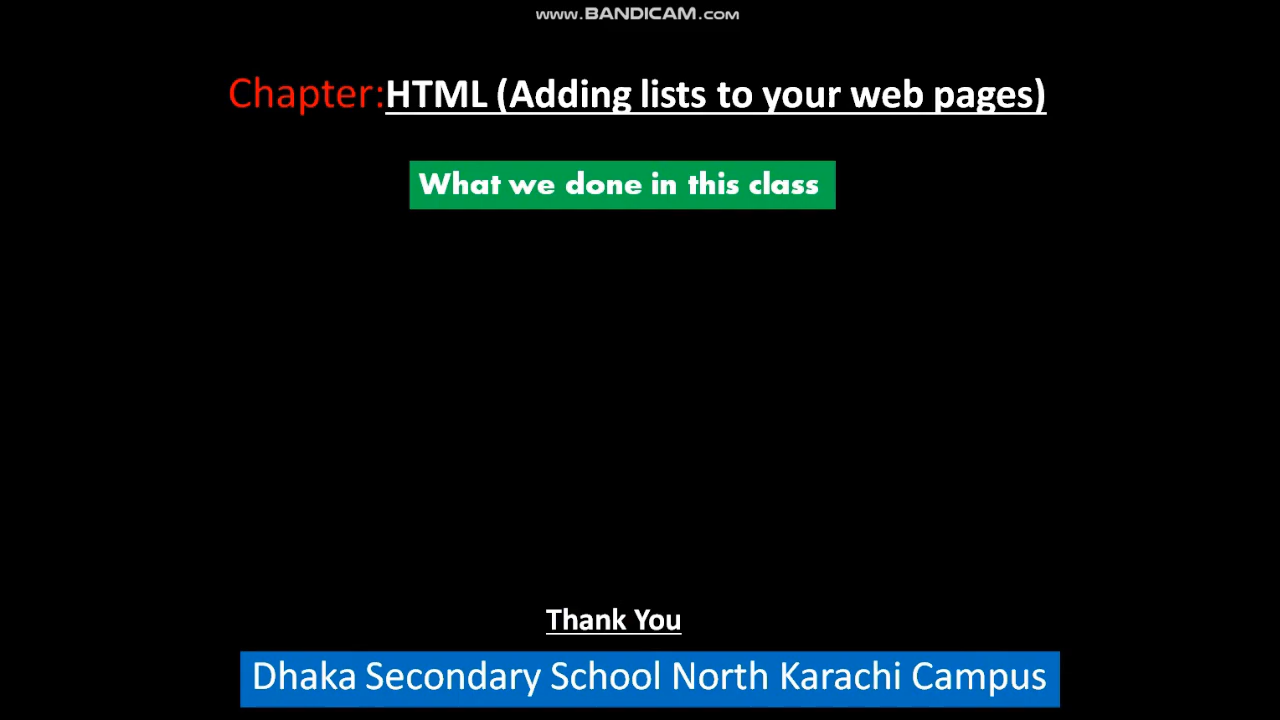 www.BANDICAM.com
Chapter:HTML (Adding lists to your web pages)
What we done in this class
Thank You
Dhaka Secondary School North Karachi Campus